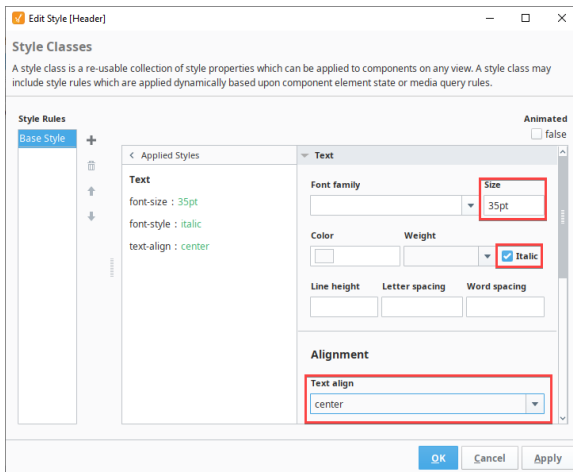 Edit Style [Header]
Style Classes
A style class is a re-usable collection of style properties which can be applied to components on any view. A style class may
include style rules which are applied dynamically based upon component element state or media query rules.
Style Rules
Animated
Base Style
false
< Applied Styles
Text
font-size : 35pt
font-style : italic
text-align : center
Text
Font family Size
35pt
Color Weight
Italic
Line height Letter spacing Word spacing
Alignment
Text align
center
OK Cancel Apply